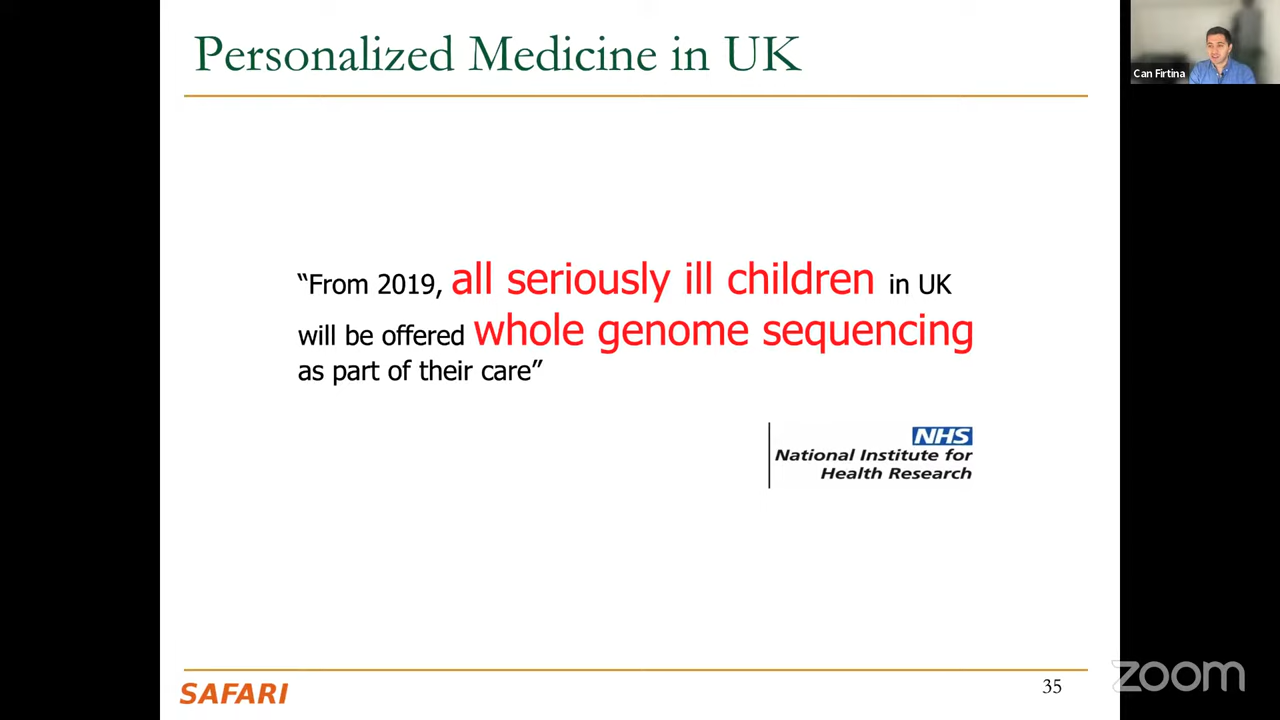 Personalized Medicine in UK
Can Firtina
“From 2019, all seriously ill children in UK
will be offered whole genome sequencing
as part of their care”
NHS
National Institute for
Health Research
SAFARI
35
zoom